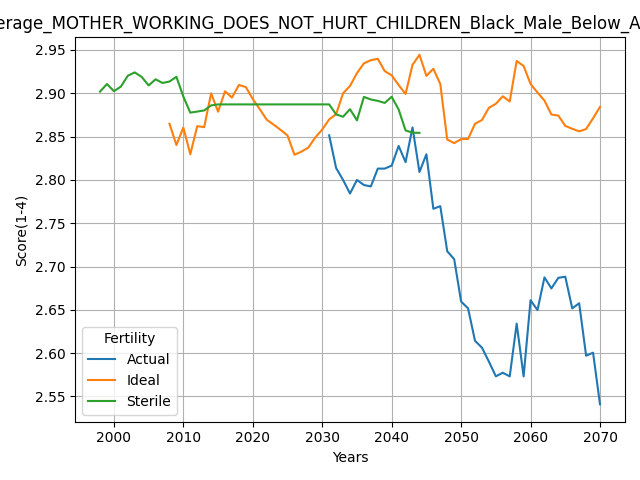 erage_MOTHER_WORKING_DOES_NOT_HURT_CHILDREN_Black_Male_Below_A
2.95
2.90
2.85
2.80
2.75
2.70
2.65
2.60
2.55
Score(1-4)
Fertility
Actual
Ideal
Sterile
2000 2010 2020 2030 2040 2050 2060 2070
Years